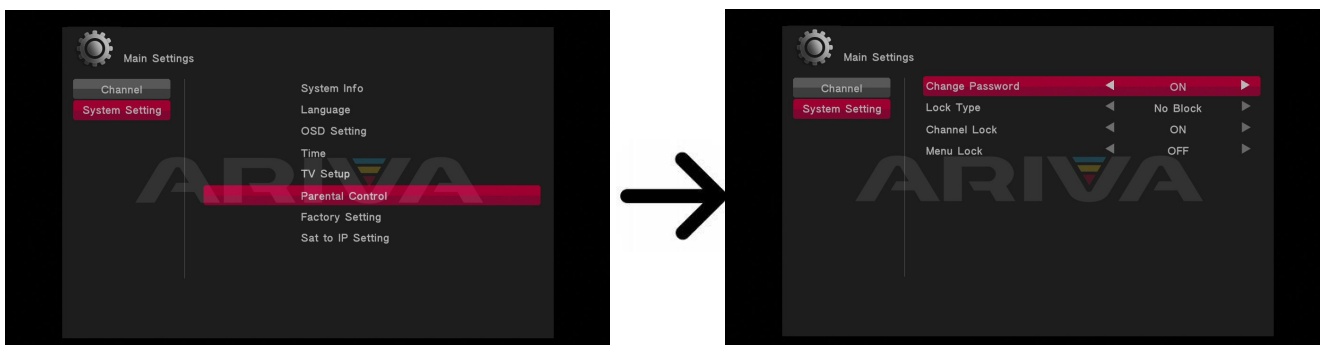 Main Settings
Channel
System Setting
System Info
Language
OSD Setting
Time
TV Setup
Parental Control
Factory Setting
Sat to IP Setting
ARIVA
Main Settings
Channel
System Setting
Change Password ON
Lock Type No Block
Channel Lock ON
Menu Lock OFF
ARIVA